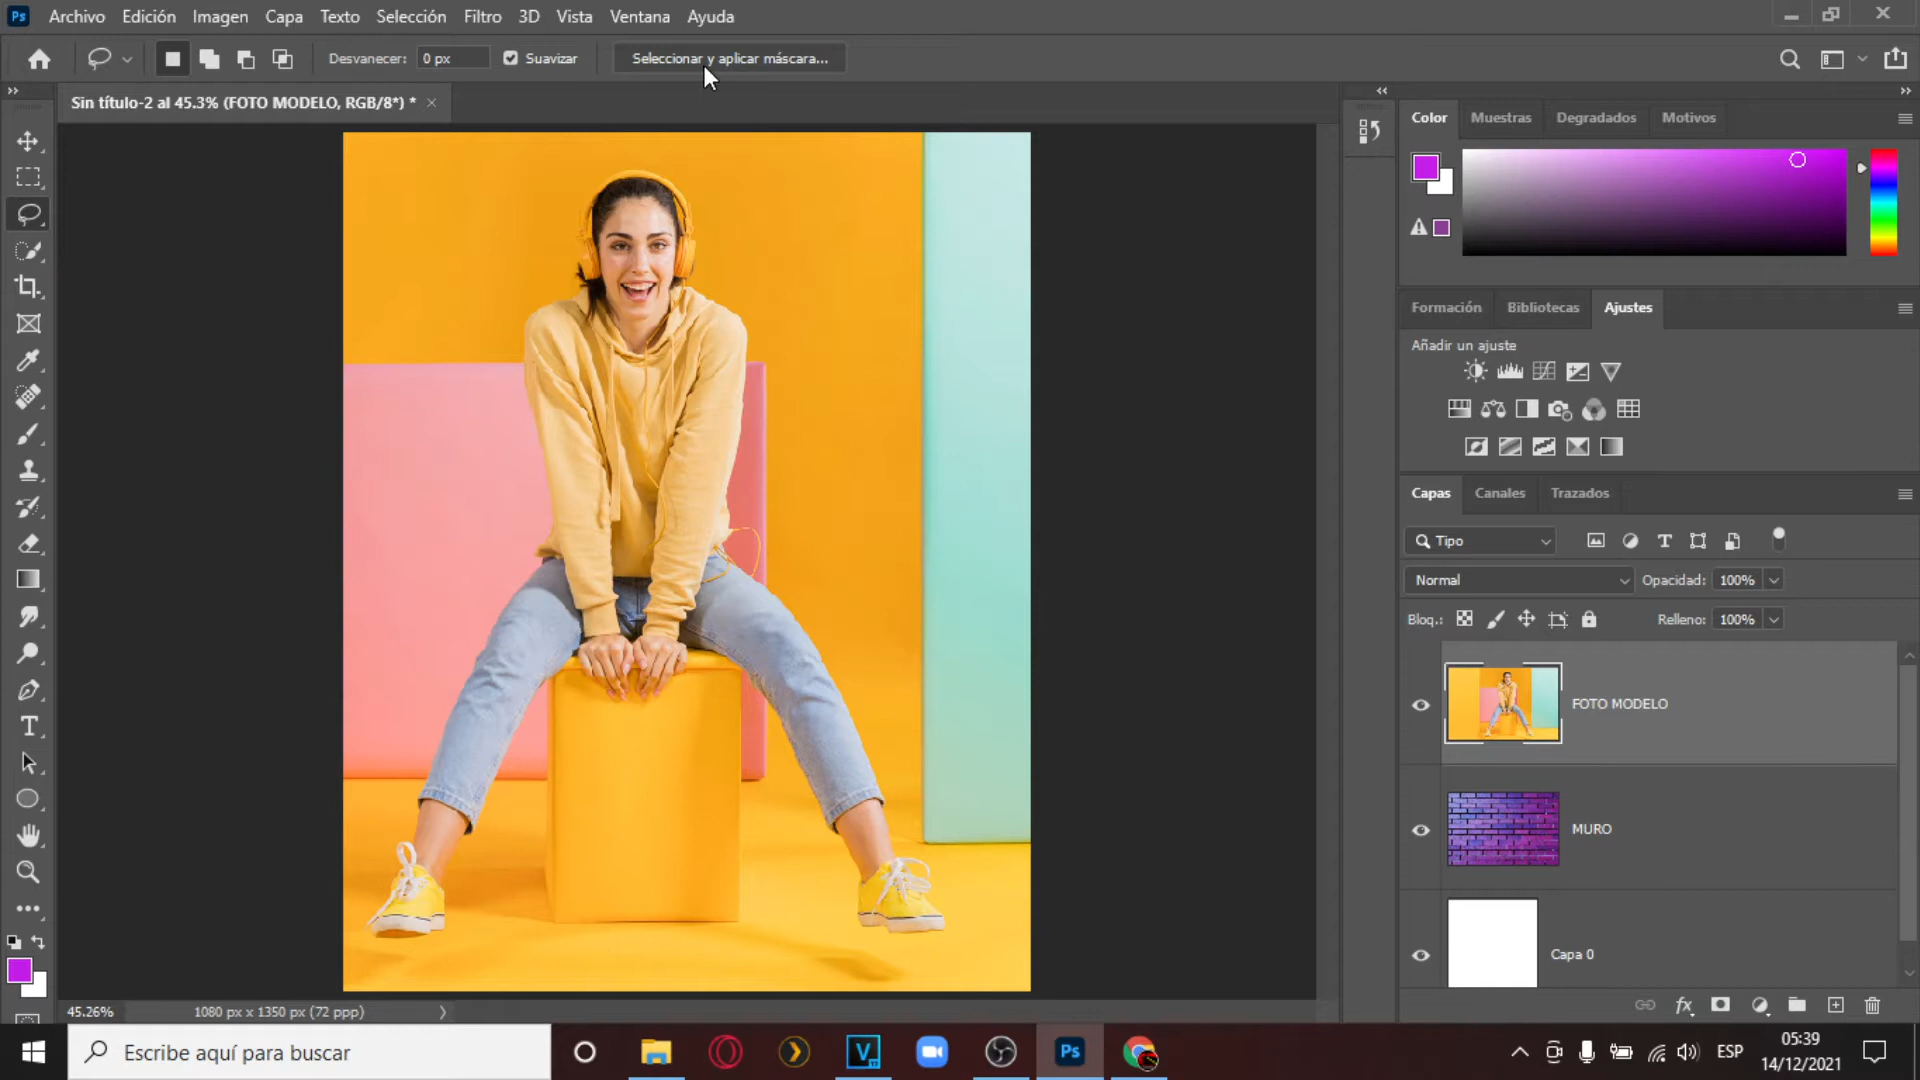 Ps Archivo Edición Imagen Capa Texto Selección Filtro 3D Vista Ventana Ayuda
Desvanecer: 0 px Suavizar Seleccionar y aplicar máscara...
Sin título-2 al 45.3% (FOTO MODELO, RGB/8*) *
Color Muestras Degradados Motivos
Formación Bibliotecas Ajustes
Añadir un ajuste
Capas Canales Trazados
Tipo
Normal Opacidad: 100%
Bloq.: Relleno: 100%
FOTO MODELO
MURO
Capa 0
45.26% 1080 px x 1350 px (72 ppp)
Escribe aquí para buscar
V
Ps
ESP
05:39
14/12/2021